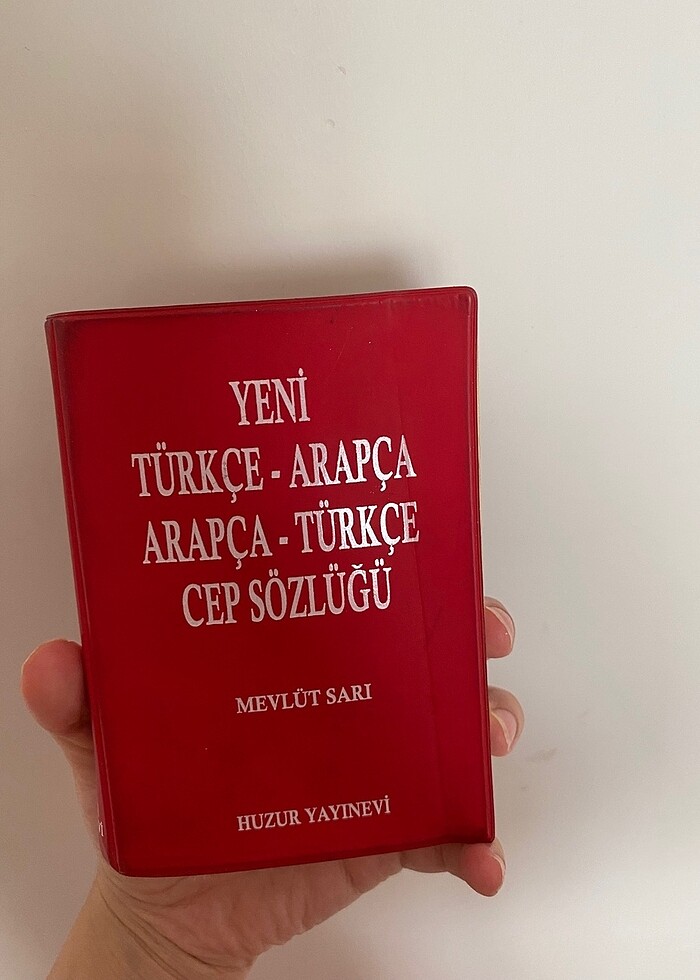 YENİ
TÜRKÇE - ARAPÇA
ARAPÇA - TÜRKÇE
CEP SÖZLÜĞÜ
MEVLÜT SARI
HUZUR YAYINEVİ